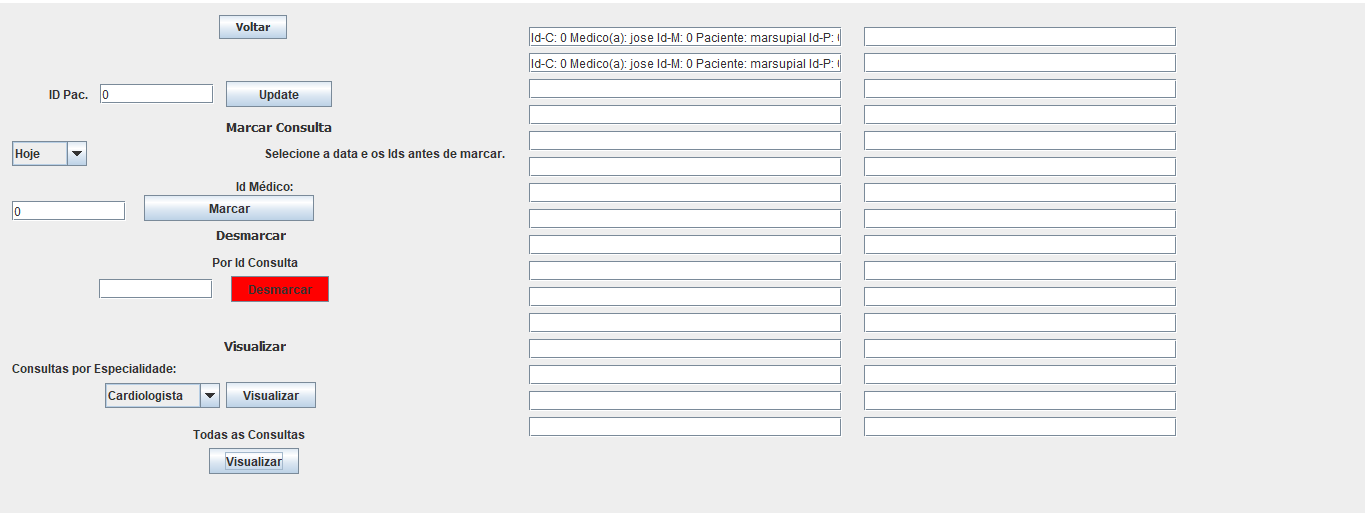 Voltar
ID Pac. 0 Update
Marcar Consulta
Hoje Selecione a data e os Ids antes de marcar.
Id Médico:
0 Marcar
Desmarcar
Por Id Consulta
Desmarcar
Visualizar
Consultas por Especialidade:
Cardiologista Visualizar
Todas as Consultas
Visualizar
Id-C: 0 Medico(a): jose Id-M: 0 Paciente: marsupial Id-P:
Id-C: 0 Medico(a): jose Id-M: 0 Paciente: marsupial Id-P: